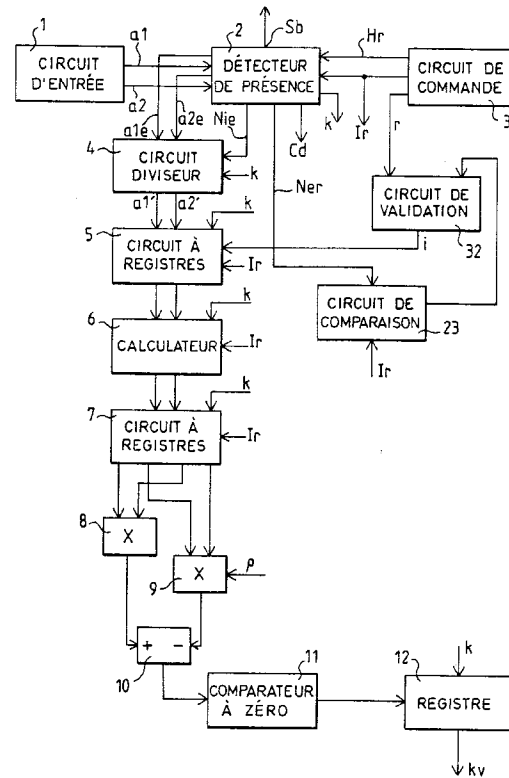 1
CIRCUIT
D'ENTRÉE
a1
a2
2
Sb
DÉTECTEUR
DE PRÉSENCE
Hr
CIRCUIT DE
COMMANDE
3
a1e
a2e
Nie
Cd
k
Ir
r
4
CIRCUIT
DIVISEUR
k
Ner
CIRCUIT DE
VALIDATION
32
a1'
a2'
k
i
5
CIRCUIT À
REGISTRES
Ir
CIRCUIT DE
COMPARAISON
23
Ir
k
6
CALCULATEUR
Ir
k
7
CIRCUIT À
REGISTRES
Ir
8
X
9
X
ρ
+ -
10
11
COMPARATEUR
À ZÉRO
12
k
REGISTRE
kv